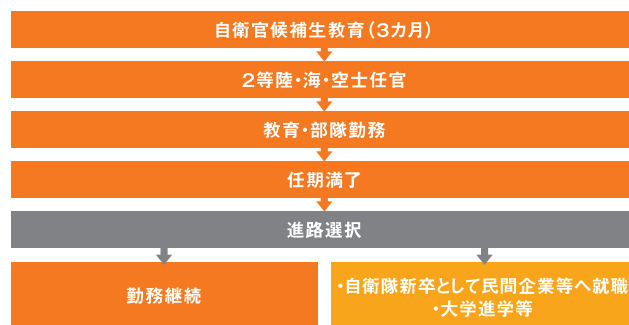 自衛官候補生教育(3カ月)
2等陸・海・空士任官
教育・部隊勤務
任期満了
進路選択
勤務継続
・自衛隊新卒として民間企業等へ就職
・大学進学等